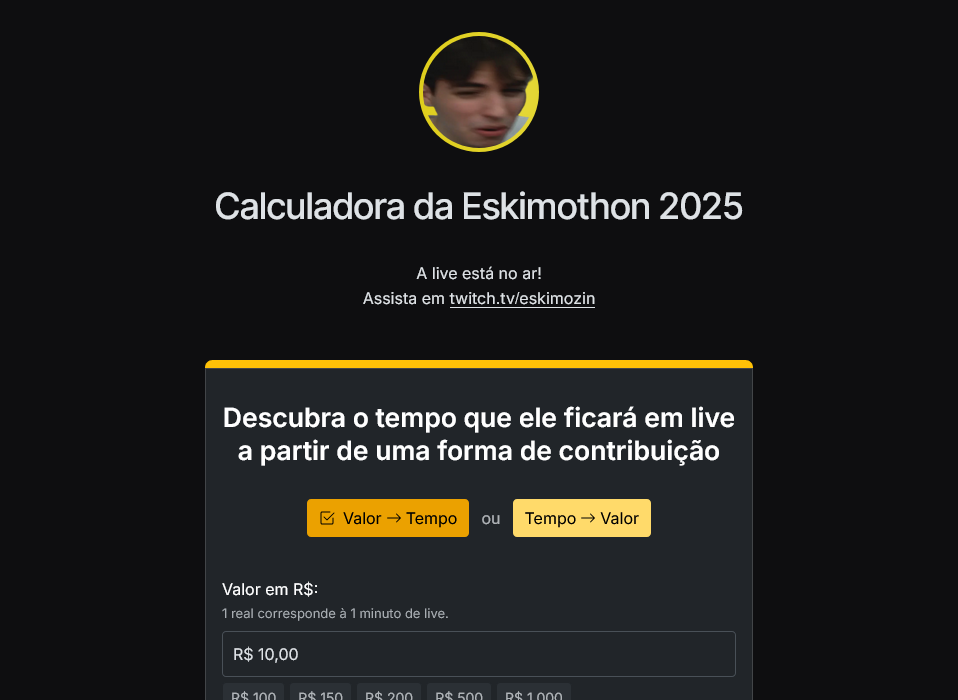 Calculadora da Eskimothon 2025
A live está no ar!
Assista em twitch.tv/eskimozin
Descubra o tempo que ele ficará em live
a partir de uma forma de contribuição
Valor → Tempo ou Tempo → Valor
Valor em R$:
1 real corresponde à 1 minuto de live.
R$ 10,00
R$ 100 R$ 150 R$ 200 R$ 500 R$ 1.000